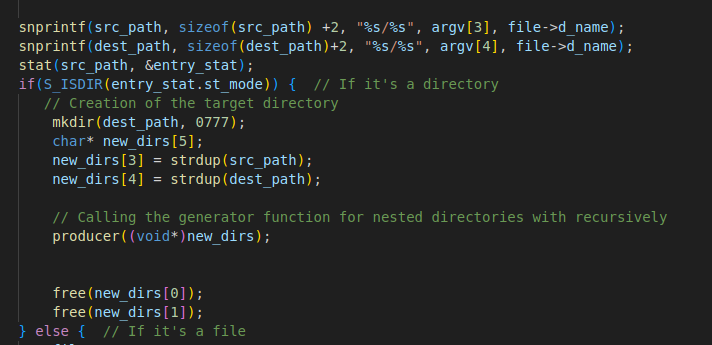 snprintf(src_path, sizeof(src_path) +2, "%s/%s", argv[3], file->d_name);
snprintf(dest_path, sizeof(dest_path)+2, "%s/%s", argv[4], file->d_name);
stat(src_path, &entry_stat);
if(S_ISDIR(entry_stat.st_mode)) {  // If it's a directory
// Creation of the target directory
mkdir(dest_path, 0777);
char* new_dirs[5];
new_dirs[3] = strdup(src_path);
new_dirs[4] = strdup(dest_path);
// Calling the generator function for nested directories with recursively
producer((void*)new_dirs);
free(new_dirs[0]);
free(new_dirs[1]);
} else {  // If it's a file